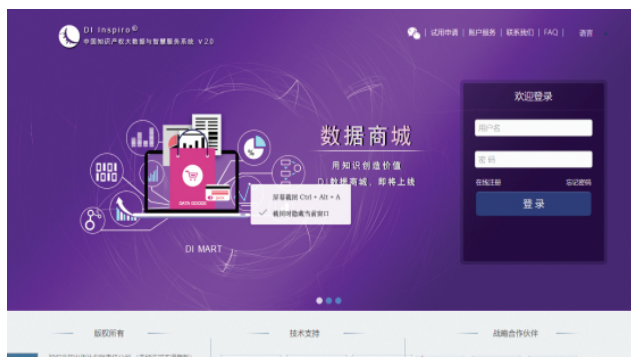 DI Inspiro®
中国知识产权大数据与智慧服务系统 V 2.0
| 试用申请 | 账户服务 | 联系我们 | FAQ | 语言
欢迎登录
用户名
密码
在线注册 忘记密码
登录
数据商城
用知识创造价值
DI数据商城，即将上线
屏幕截图 Ctrl + Alt + A
截图时隐藏当前窗口
DATA GOODS
DI MART
版权所有 技术支持 战略合作伙伴